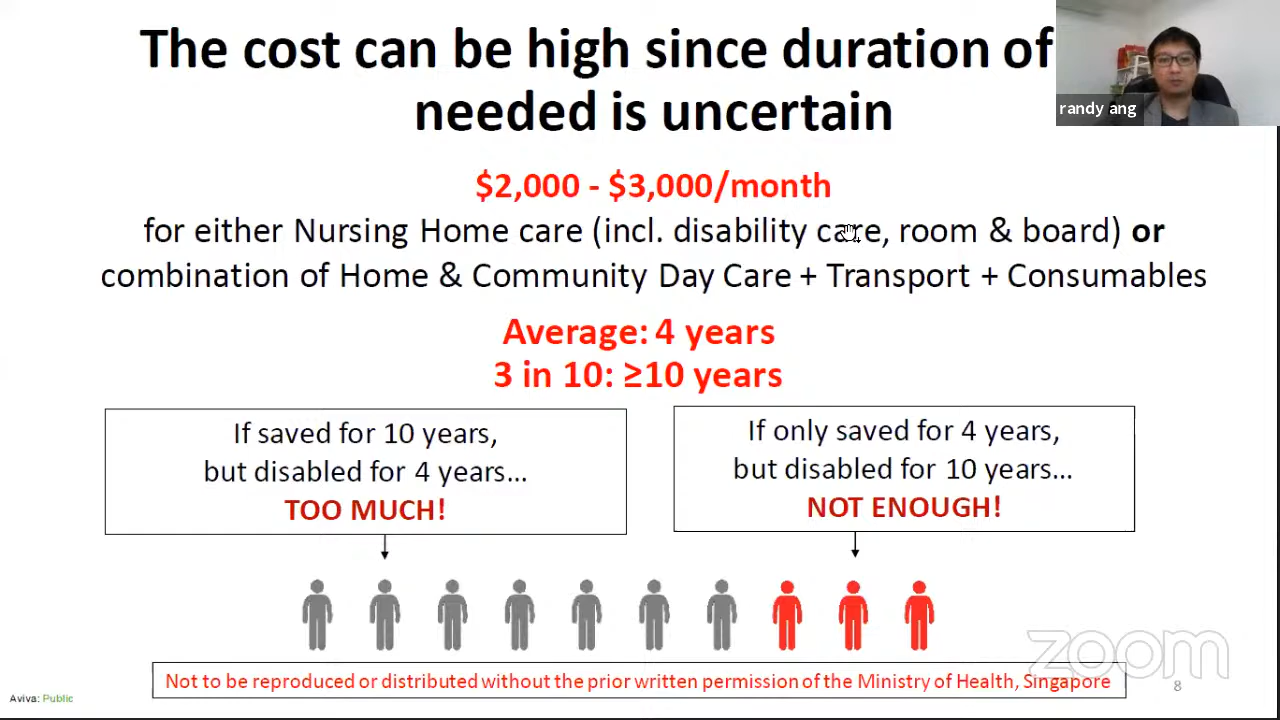 The cost can be high since duration of
needed is uncertain
randy ang
$2,000 - $3,000/month
for either Nursing Home care (incl. disability care, room & board) or
combination of Home & Community Day Care + Transport + Consumables
Average: 4 years
3 in 10: ≥10 years
If saved for 10 years,
but disabled for 4 years...
TOO MUCH!
If only saved for 4 years,
but disabled for 10 years...
NOT ENOUGH!
zoom
Not to be reproduced or distributed without the prior written permission of the Ministry of Health, Singapore
Aviva: Public
8